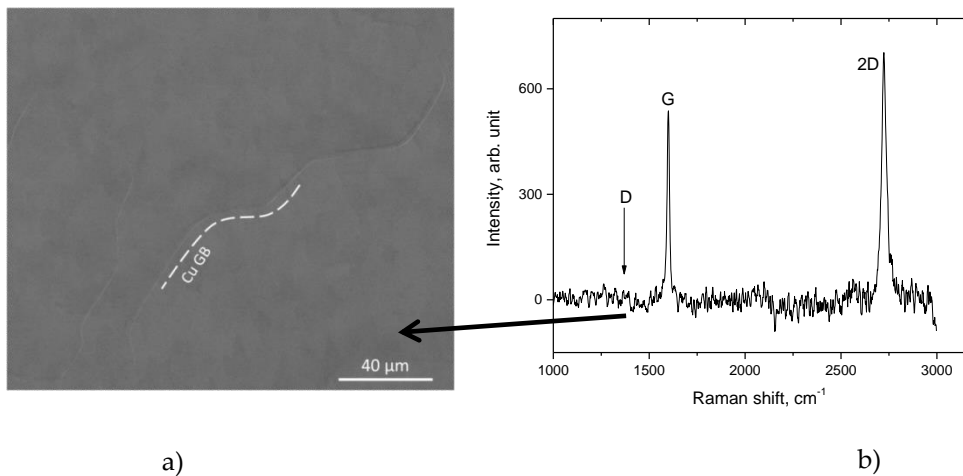 Cu GB
40 µm
a)
Intensity, arb. unit
600
300
0
D
G
2D
1000
1500
2000
2500
3000
Raman shift, cm-1
b)